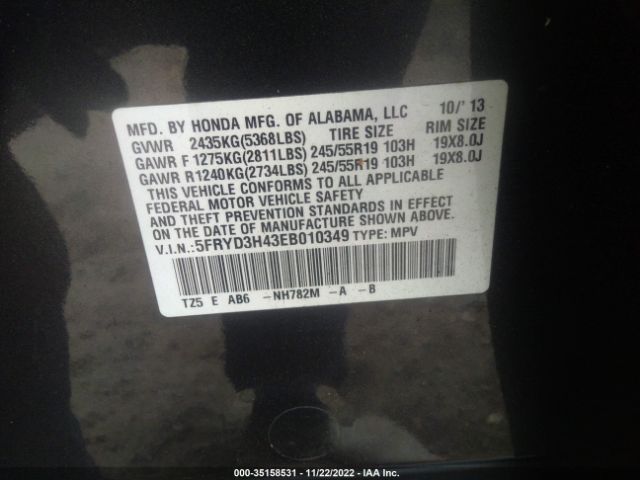 MFD. BY HONDA MFG. OF ALABAMA, LLC 10/'13
GVWR 2435KG(5368LBS) TIRE SIZE RIM SIZE
GAWR F 1275KG(2811LBS) 245/55R19 103H 19X8.0J
GAWR R1240KG(2734LBS) 245/55R19 103H 19X8.0J
THIS VEHICLE CONFORMS TO ALL APPLICABLE
FEDERAL MOTOR VEHICLE SAFETY
AND THEFT PREVENTION STANDARDS IN EFFECT
ON THE DATE OF MANUFACTURE SHOWN ABOVE.
V.I.N.:5FRYD3H43EB010349 TYPE: MPV
TZ5 E AB6 -NH782M -A -B
000-35158531 - 11/22/2022 - IAA Inc.